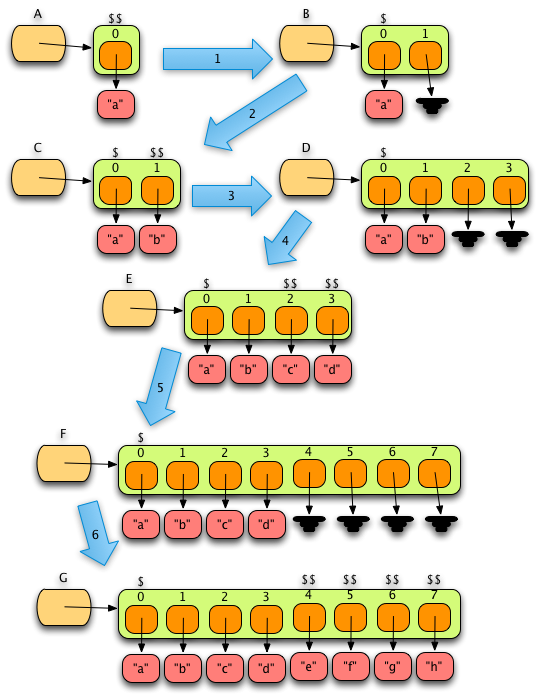 A $$ B $
0 1 0 1
"a" "a"
2
C $ $$ D $
0 1 3 0 1 2 3
"a" "b" 4 "a" "b"
E $ $$ $$
0 1 2 3
"a" "b" "c" "d"
5
F $
0 1 2 3 4 5 6 7
"a" "b" "c" "d"
6
G $ $$ $$ $$ $$
0 1 2 3 4 5 6 7
"a" "b" "c" "d" "e" "f" "g" "h"